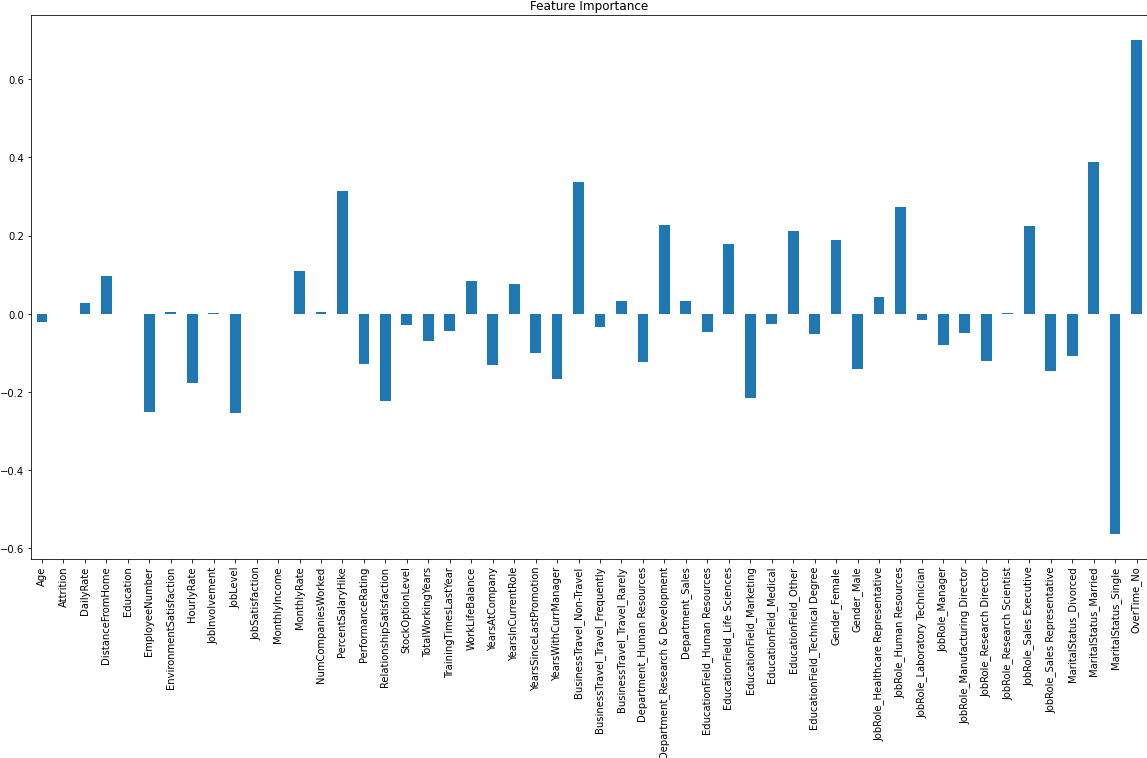 Feature Importance
0.6
0.4
0.2
0.0
−0.2
−0.4
−0.6
Age
Attrition
DailyRate
DistanceFromHome
Education
EmployeeNumber
EnvironmentSatisfaction
HourlyRate
JobInvolvement
JobLevel
JobSatisfaction
MonthlyIncome
MonthlyRate
NumCompaniesWorked
PercentSalaryHike
PerformanceRating
RelationshipSatisfaction
StockOptionLevel
TotalWorkingYears
TrainingTimesLastYear
WorkLifeBalance
YearsAtCompany
YearsInCurrentRole
YearsSinceLastPromotion
YearsWithCurrManager
BusinessTravel_Non-Travel
BusinessTravel_Travel_Frequently
BusinessTravel_Travel_Rarely
Department_Human Resources
Department_Research & Development
Department_Sales
EducationField_Human Resources
EducationField_Life Sciences
EducationField_Marketing
EducationField_Medical
EducationField_Other
EducationField_Technical Degree
Gender_Female
Gender_Male
JobRole_Healthcare Representative
JobRole_Human Resources
JobRole_Laboratory Technician
JobRole_Manager
JobRole_Manufacturing Director
JobRole_Research Director
JobRole_Research Scientist
JobRole_Sales Executive
JobRole_Sales Representative
MaritalStatus_Divorced
MaritalStatus_Married
MaritalStatus_Single
OverTime_No